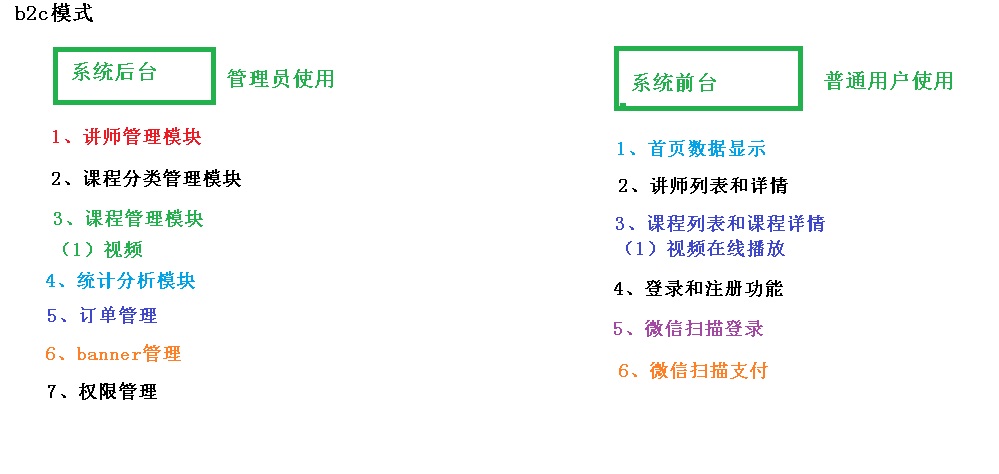 b2c模式
系统后台
管理员使用
1、讲师管理模块
2、课程分类管理模块
3、课程管理模块
（1）视频
4、统计分析模块
5、订单管理
6、banner管理
7、权限管理
系统前台
普通用户使用
1、首页数据显示
2、讲师列表和详情
3、课程列表和课程详情
（1）视频在线播放
4、登录和注册功能
5、微信扫描登录
6、微信扫描支付